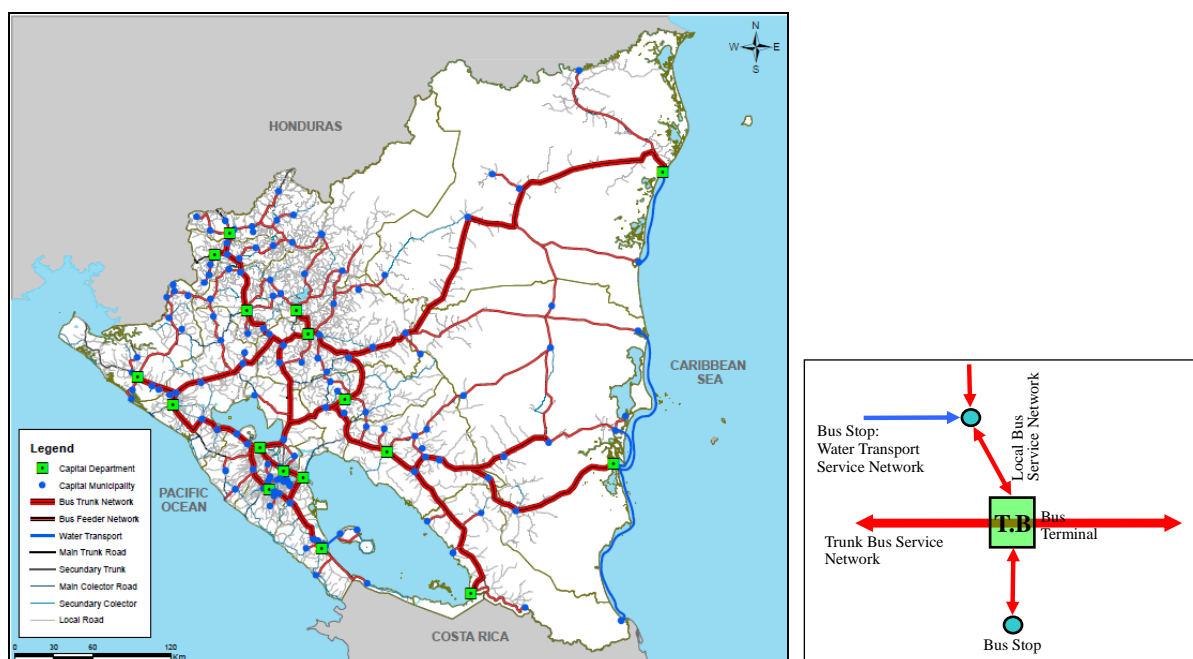 N
W E
S
HONDURAS
CARIBBEAN
SEA
PACIFIC
OCEAN
COSTA RICA
Legend
Capital Department
Capital Municipality
Bus Trunk Network
Bus Feeder Network
Water Transport
Main Trunk Road
Secundary Trunk
Main Colector Road
Secundary Colector
Local Road
0 30 60 120
Km
Bus Stop:
Water Transport
Service Network
Local Bus
Service Network
T.B
Bus
Terminal
Trunk Bus Service
Network
Bus Stop